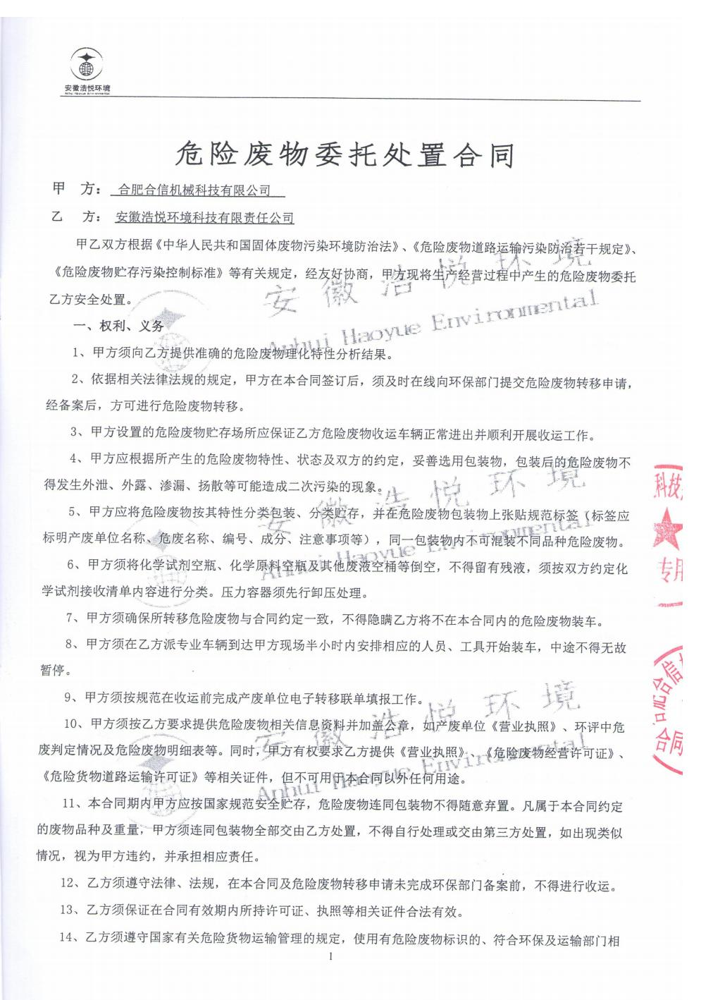 安徽浩悦环境
危险废物委托处置合同
甲 方：合肥合信机械科技有限公司
乙 方：安徽浩悦环境科技有限责任公司
甲乙双方根据《中华人民共和国固体废物污染环境防治法》、《危险废物道路运输污染防治若干规定》、
《危险废物贮存污染控制标准》等有关规定，经友好协商，甲方现将生产经营过程中产生的危险废物委托
乙方安全处置。
安徽浩悦环境
Anhui Haoyue Environmental
一、权利、义务
1、甲方须向乙方提供准确的危险废物理化特性分析结果。
2、依据相关法律法规的规定，甲方在本合同签订后，须及时在线向环保部门提交危险废物转移申请，
经备案后，方可进行危险废物转移。
3、甲方设置的危险废物贮存场所应保证乙方危险废物收运车辆正常进出并顺利开展收运工作。
4、甲方应根据所产生的危险废物特性、状态及双方的约定，妥善选用包装物，包装后的危险废物不
得发生外泄、外露、渗漏、扬散等可能造成二次污染的现象。
安徽浩悦环境
Anhui Haoyue Environmental
5、甲方应将危险废物按其特性分类包装、分类贮存，并在危险废物包装物上张贴规范标签（标签应
标明产废单位名称、危废名称、编号、成分、注意事项等），同一包装物内不可混装不同品种危险废物。
6、甲方须将化学试剂空瓶、化学原料空瓶及其他废液空桶等倒空，不得留有残液，须按双方约定化
学试剂接收清单内容进行分类。压力容器须先行卸压处理。
7、甲方须确保所转移危险废物与合同约定一致，不得隐瞒乙方将不在本合同内的危险废物装车。
8、甲方须在乙方派专业车辆到达甲方现场半小时内安排相应的人员、工具开始装车，中途不得无故
暂停。
9、甲方须按规范在收运前完成产废单位电子转移联单填报工作。
10、甲方须按乙方要求提供危险废物相关信息资料并加盖公章，如产废单位《营业执照》、环评中危
废判定情况及危险废物明细表等。同时，甲方有权要求乙方提供《营业执照》、《危险废物经营许可证》、
《危险货物道路运输许可证》等相关证件，但不可用于本合同以外任何用途。
安徽浩悦环境
Anhui Haoyue Environmental
11、本合同期内甲方应按国家规范安全贮存，危险废物连同包装物不得随意弃置。凡属于本合同约定
的废物品种及重量，甲方须连同包装物全部交由乙方处置，不得自行处理或交由第三方处置，如出现类似
情况，视为甲方违约，并承担相应责任。
12、乙方须遵守法律、法规，在本合同及危险废物转移申请未完成环保部门备案前，不得进行收运。
13、乙方须保证在合同有效期内所持许可证、执照等相关证件合法有效。
14、乙方须遵守国家有关危险货物运输管理的规定，使用有危险废物标识的、符合环保及运输部门相
1
科技
专用
肥合信
合同